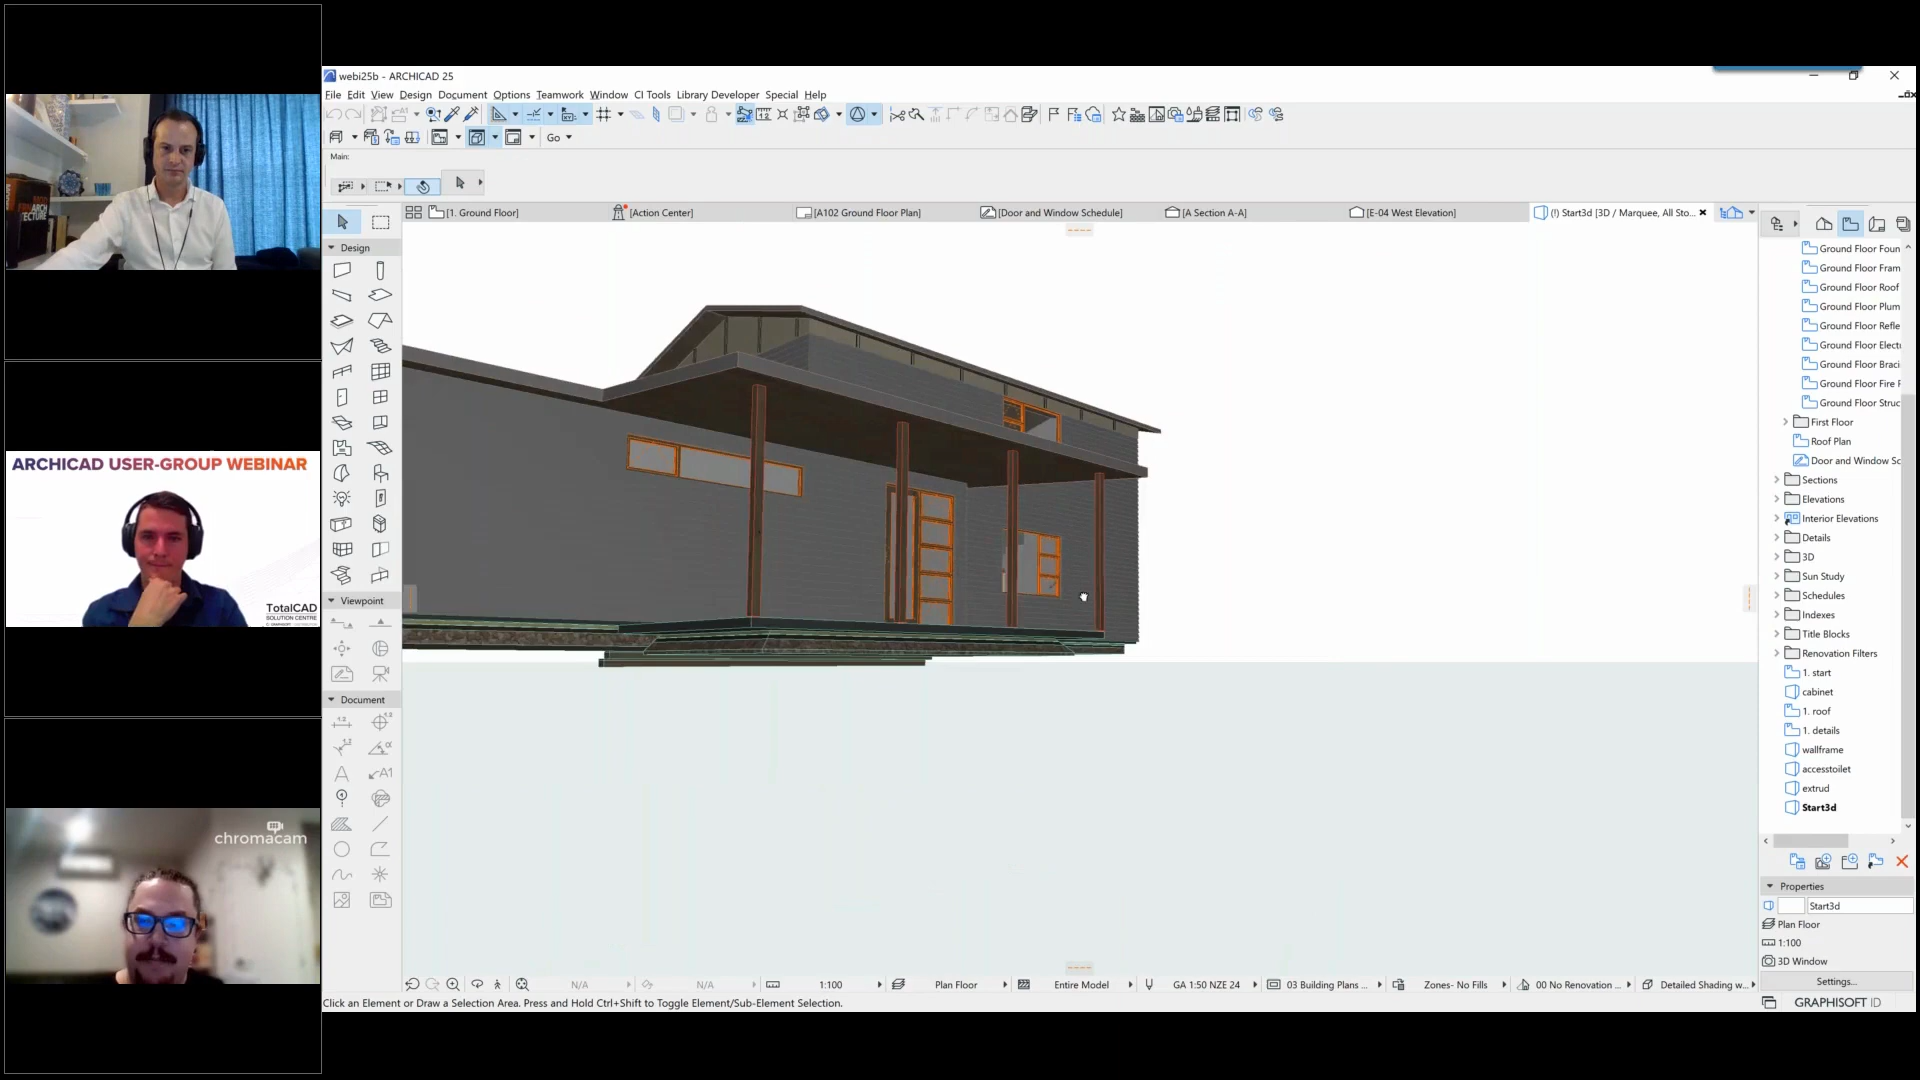 ARCHICAD USER-GROUP WEBINAR
TotalCAD
SOLUTION CENTRE
chromacam
webi25b - ARCHICAD 25
File Edit View Design Document Options Teamwork Window CI Tools Library Developer Special Help
Go
Main:
[1. Ground Floor] [Action Center] [A102 Ground Floor Plan] [Door and Window Schedule] [A Section A-A] [E-04 West Elevation] (!) Start3d [3D / Marquee, All Sto...
Design
Viewpoint
Document
Ground Floor Foun
Ground Floor Fram
Ground Floor Roof
Ground Floor Plum
Ground Floor Refle
Ground Floor Elect
Ground Floor Braci
Ground Floor Fire P
Ground Floor Struc
First Floor
Roof Plan
Door and Window Sc
Sections
Elevations
Interior Elevations
Details
3D
Sun Study
Schedules
Indexes
Title Blocks
Renovation Filters
1. start
cabinet
1. roof
1. details
wallframe
accesstoilet
extrud
Start3d
Properties
Start3d
Plan Floor
1:100
3D Window
Settings...
N/A N/A 1:100 Plan Floor Entire Model GA 1:50 NZE 24 03 Building Plans ... Zones- No Fills 00 No Renovation ... Detailed Shading w...
Click an Element or Draw a Selection Area. Press and Hold Ctrl+Shift to Toggle Element/Sub-Element Selection.
GRAPHISOFT ID